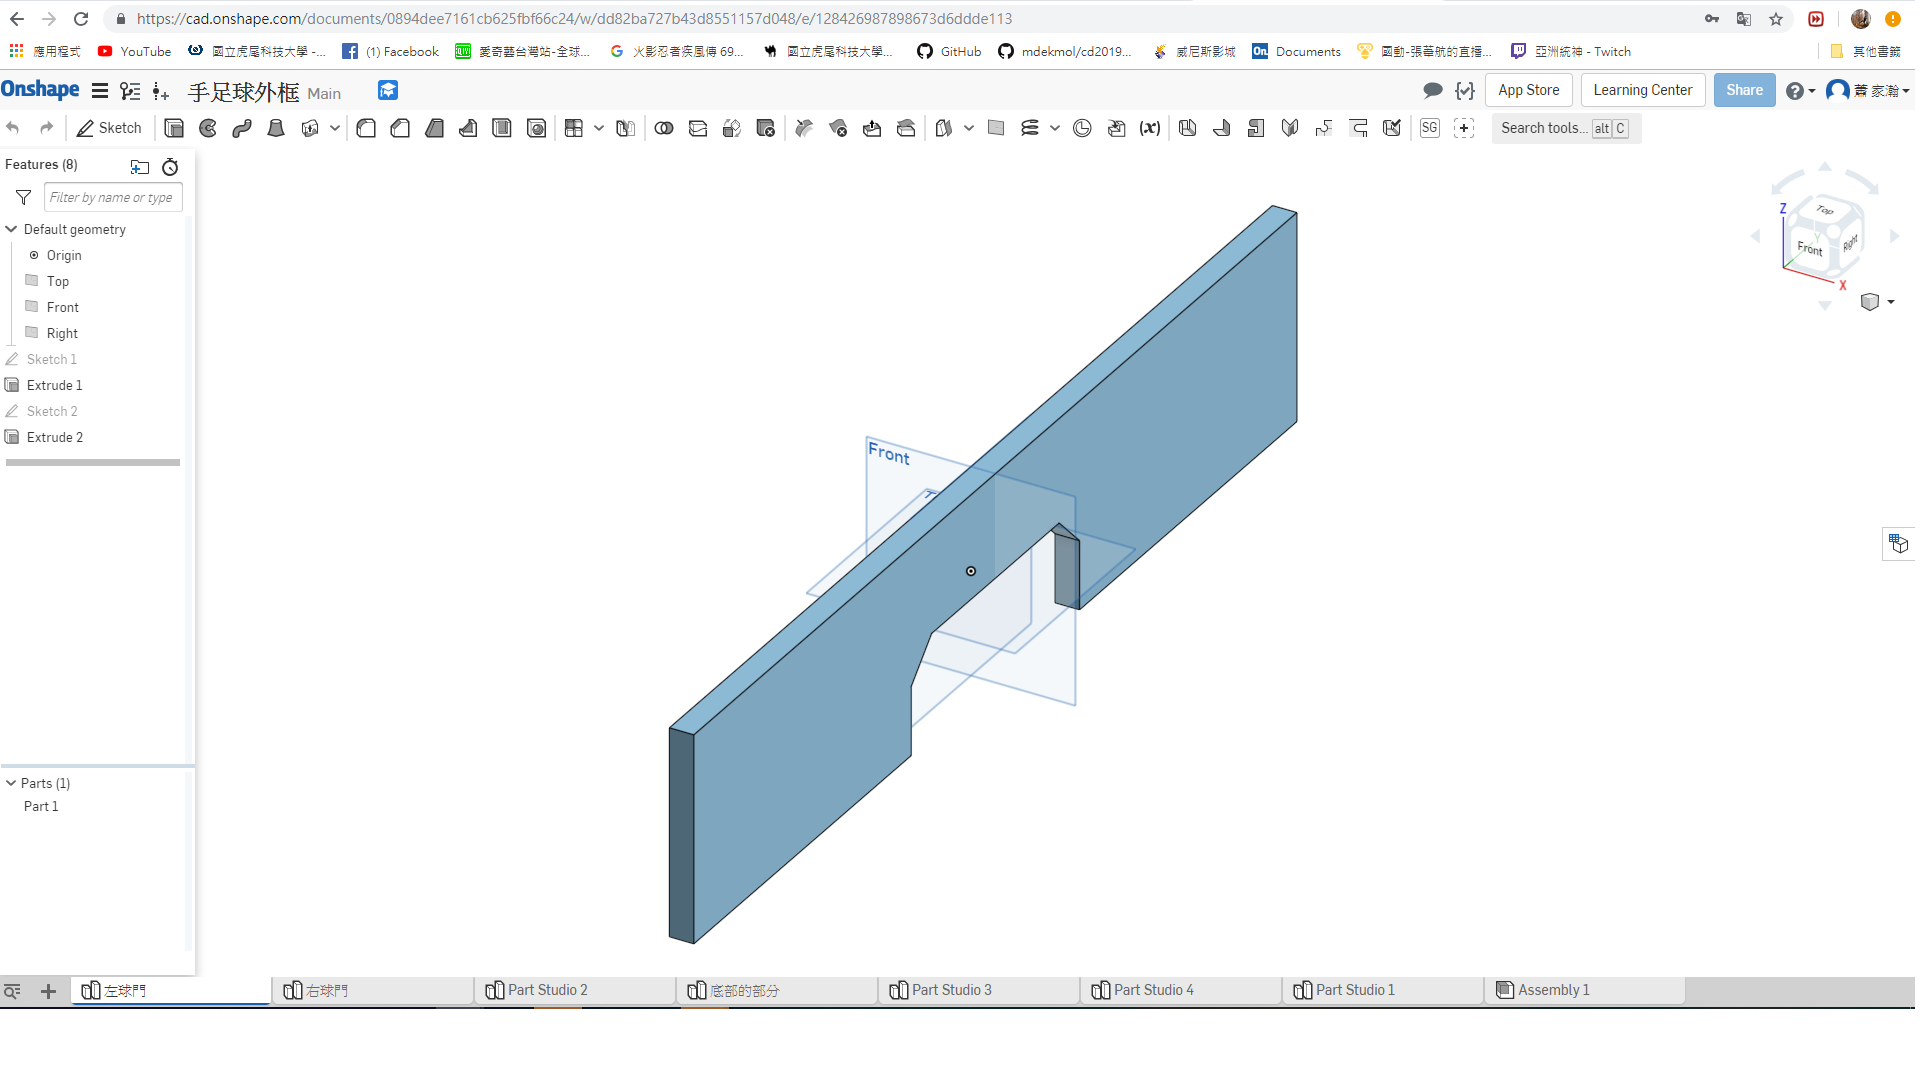 https://cad.onshape.com/documents/0894dee7161cb625fbf66c24/w/dd82ba727b43d8551157d048/e/128426987898673d6ddde113
應用程式 YouTube 國立虎尾科技大學 -... (1) Facebook 愛奇藝台灣站-全球... 火影忍者疾風傳 69... 國立虎尾科技大學... GitHub mdekmol/cd2019... 威尼斯影城 On. Documents 國動-張葦航的直播... 亞洲統神 - Twitch 其他書籤
Onshape 手足球外框 Main App Store Learning Center Share 蕭 家瀚
Sketch (x) SG Search tools... alt C
Features (8)
Filter by name or type
Default geometry
Origin
Top
Front
Right
Sketch 1
Extrude 1
Sketch 2
Extrude 2
Front
Z
Top
Y
Front
Right
X
Parts (1)
Part 1
左球門 右球門 Part Studio 2 底部的部分 Part Studio 3 Part Studio 4 Part Studio 1 Assembly 1